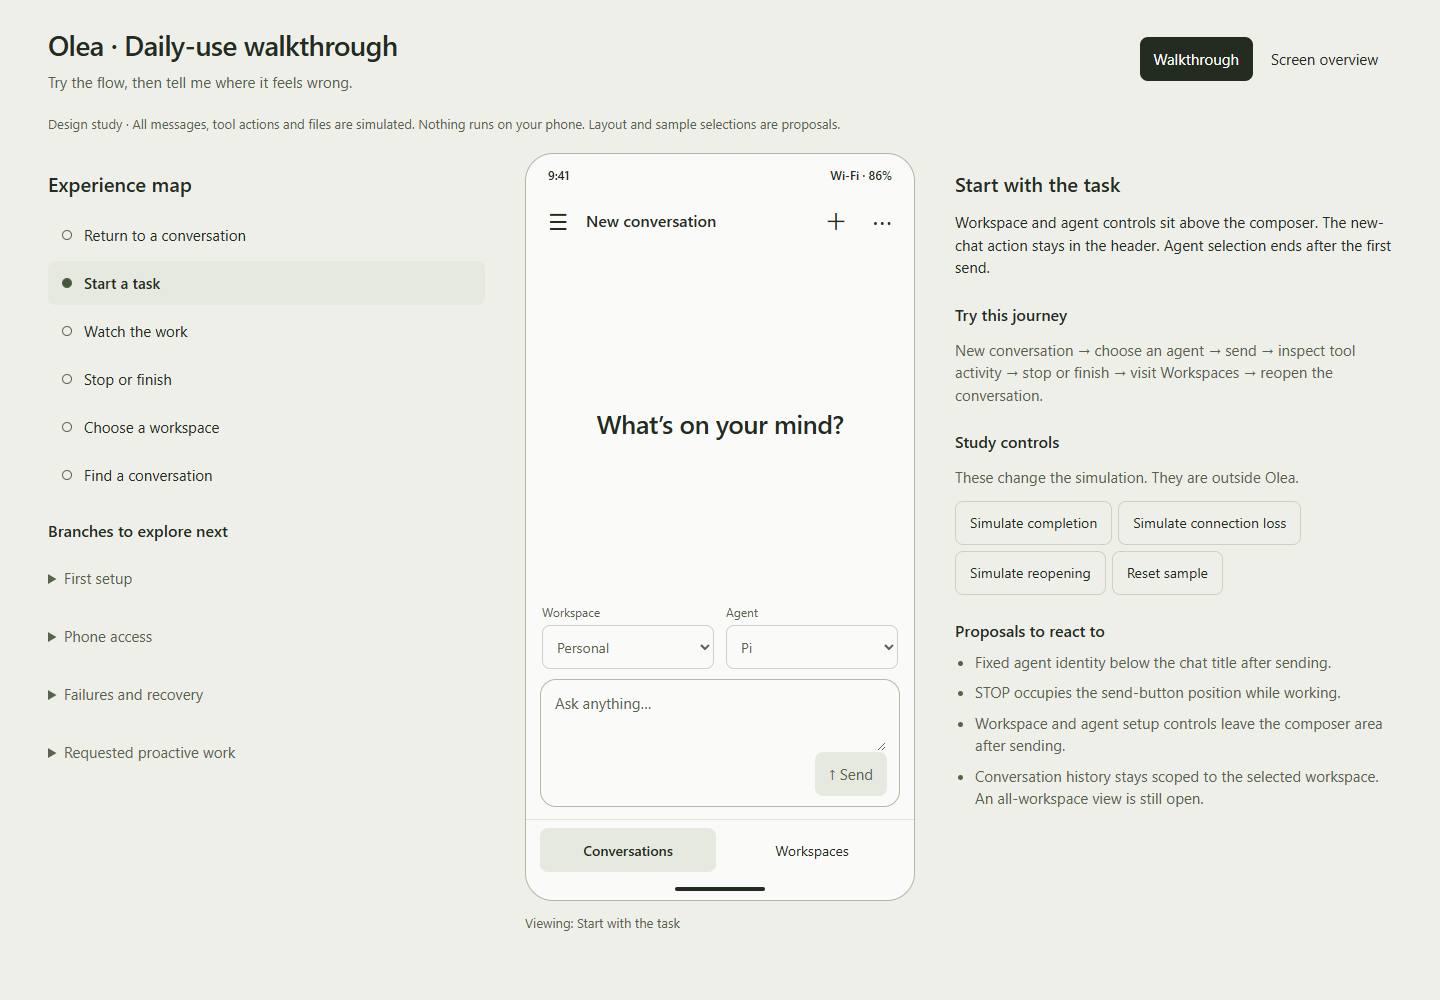 Olea · Daily-use walkthrough
Try the flow, then tell me where it feels wrong.
Walkthrough
Screen overview
Design study · All messages, tool actions and files are simulated. Nothing runs on your phone. Layout and sample selections are proposals.
Experience map
Return to a conversation
Start a task
Watch the work
Stop or finish
Choose a workspace
Find a conversation
Branches to explore next
First setup
Phone access
Failures and recovery
Requested proactive work
9:41
Wi-Fi · 86%
New conversation
What’s on your mind?
Workspace
Agent
Personal
Pi
Ask anything...
↑ Send
Conversations
Workspaces
Viewing: Start with the task
Start with the task
Workspace and agent controls sit above the composer. The new-
chat action stays in the header. Agent selection ends after the first
send.
Try this journey
New conversation → choose an agent → send → inspect tool
activity → stop or finish → visit Workspaces → reopen the
conversation.
Study controls
These change the simulation. They are outside Olea.
Simulate completion
Simulate connection loss
Simulate reopening
Reset sample
Proposals to react to
• Fixed agent identity below the chat title after sending.
• STOP occupies the send-button position while working.
• Workspace and agent setup controls leave the composer area
after sending.
• Conversation history stays scoped to the selected workspace.
An all-workspace view is still open.